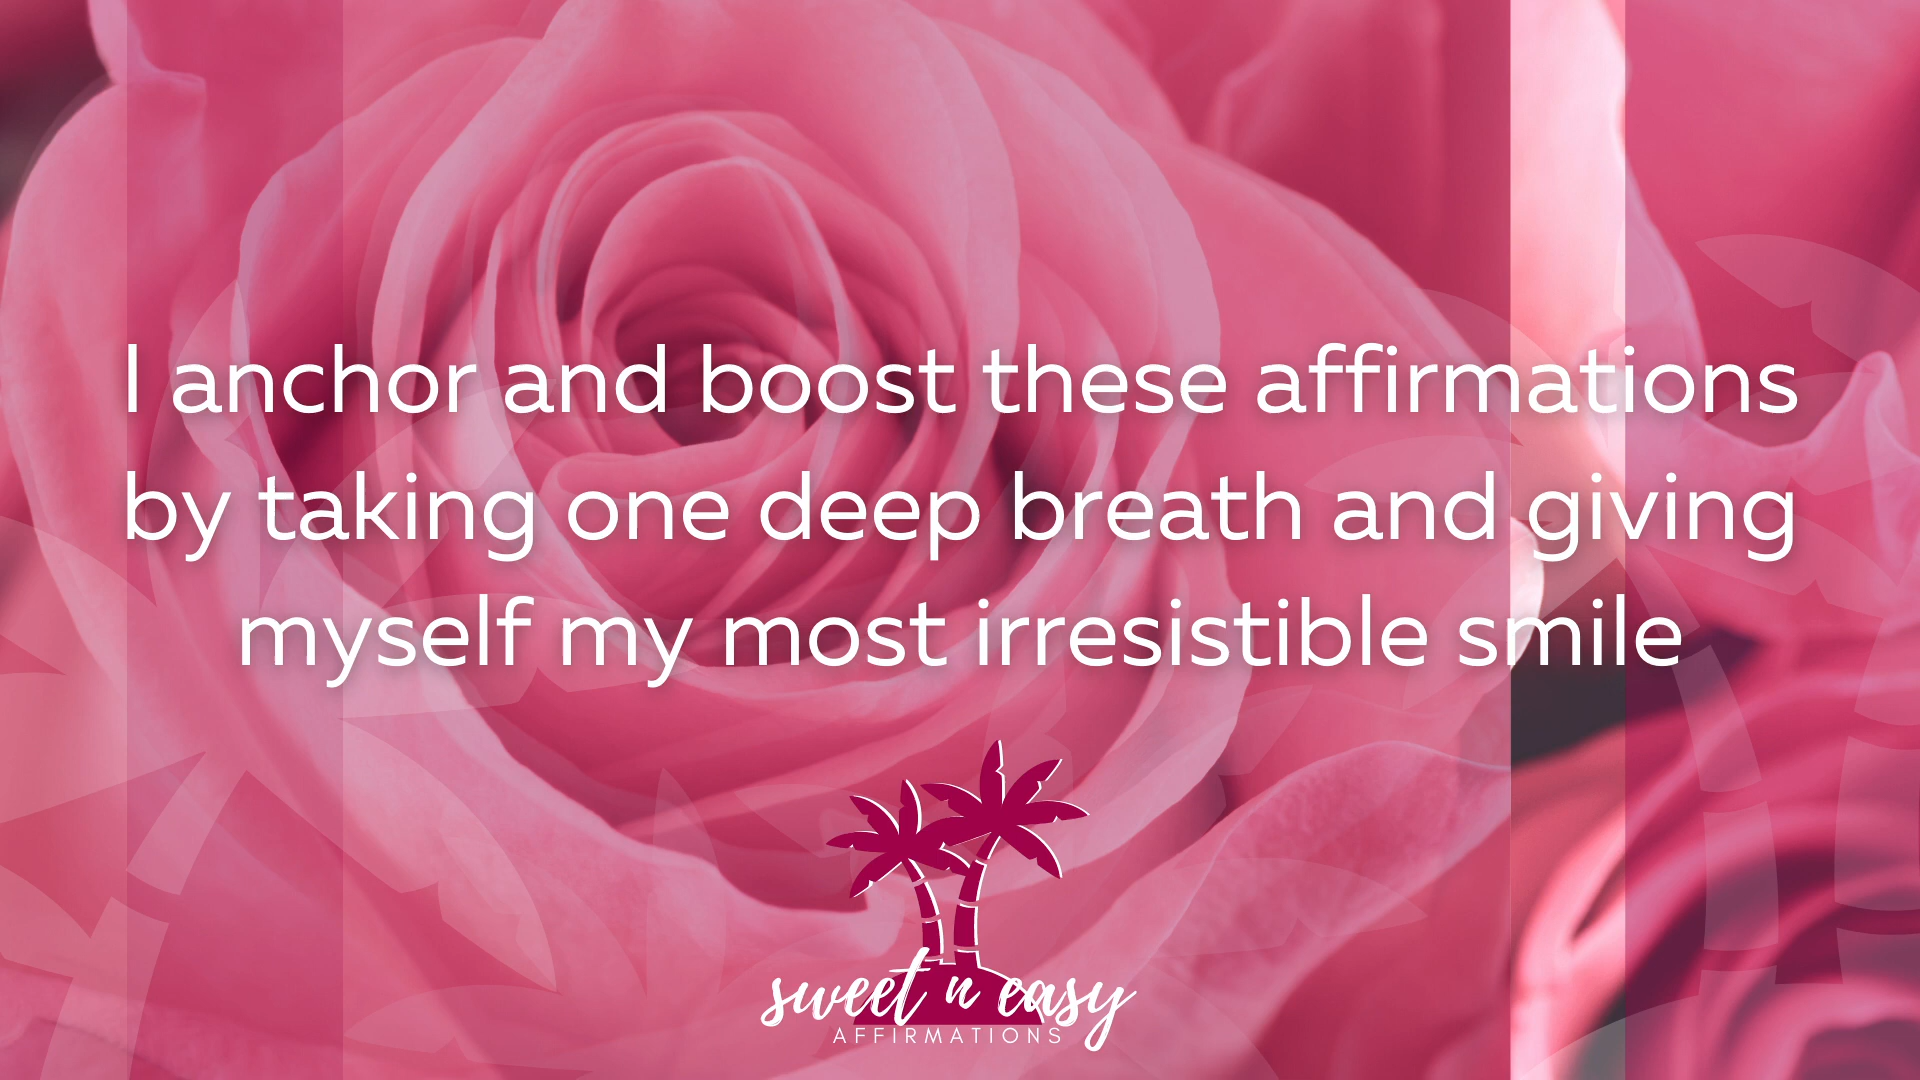 I anchor and boost these affirmations
by taking one deep breath and giving
myself my most irresistible smile
sweet n easy
AFFIRMATIONS